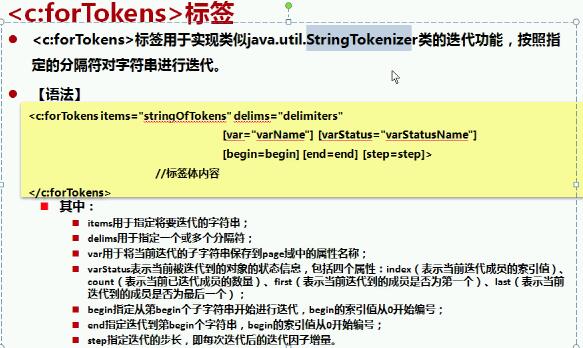 <c:forTokens>标签
<c:forTokens>标签用于实现类似java.util.StringTokenizer类的迭代功能，按照指
定的分隔符对字符串进行迭代。
【语法】
<c:forTokens items="stringOfTokens" delims="delimiters"
[var="varName"] [varStatus="varStatusName"]
[begin=begin] [end=end] [step=step]>
//标签体内容
</c:forTokens>
其中：
items用于指定将要迭代的字符串；
delims用于指定一个或多个分隔符；
var用于将当前迭代的子字符串保存到page域中的属性名称；
varStatus表示当前被迭代到的对象的状态信息，包括四个属性：index（表示当前迭代成员的索引值）、
count（表示当前已迭代成员的数量）、first（表示当前迭代到的成员是否为第一个）、last（表示当前
迭代到的成员是否为最后一个）；
begin指定从第begin个子字符串开始进行迭代，begin的索引值从0开始编号；
end指定迭代到第begin个字符串，begin的索引值从0开始编号；
step指定迭代的步长，即每次迭代后的迭代因子增量。